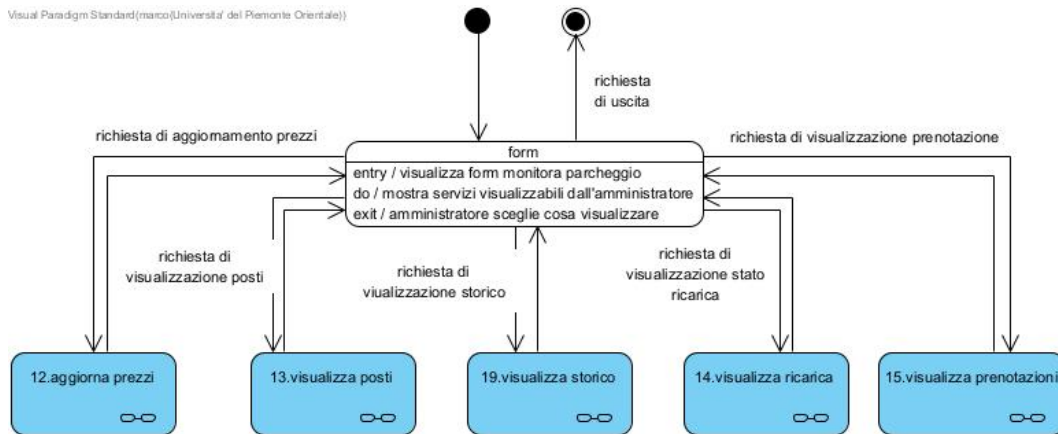 Visual Paradigm Standard(marco(Universita' del Piemonte Orientale))
richiesta
di uscita
richiesta di aggiornamento prezzi
richiesta di visualizzazione prenotazione
form
entry / visualizza form monitora parcheggio
do / mostra servizi visualizzabili dall'amministratore
exit / amministratore sceglie cosa visualizzare
richiesta di
visualizzazione posti
richiesta di
viualizzazione storico
richiesta di
visualizzazione stato
ricarica
12.aggiorna prezzi
13.visualizza posti
19.visualizza storico
14.visualizza ricarica
15.visualizza prenotazioni